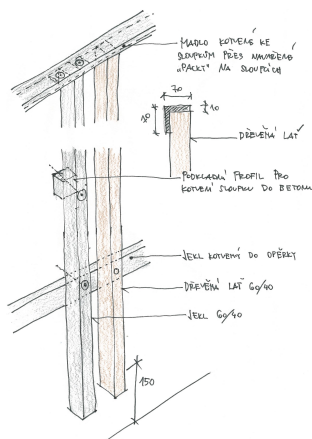 MADLO KOTVENÉ KE
SLOUPKŮM PŘES NAVAŘENÉ
„PACKY" NA SLOUPCÍCH
70
10
DŘEVĚNÁ LAŤ
PODKLADNÍ PROFIL PRO
KOTVENÍ SLOUPKU DO BETONU
JEKL KOTVENÝ DO OPĚRKY
DŘEVĚNÁ LAŤ 60/40
JEKL 60/40
150